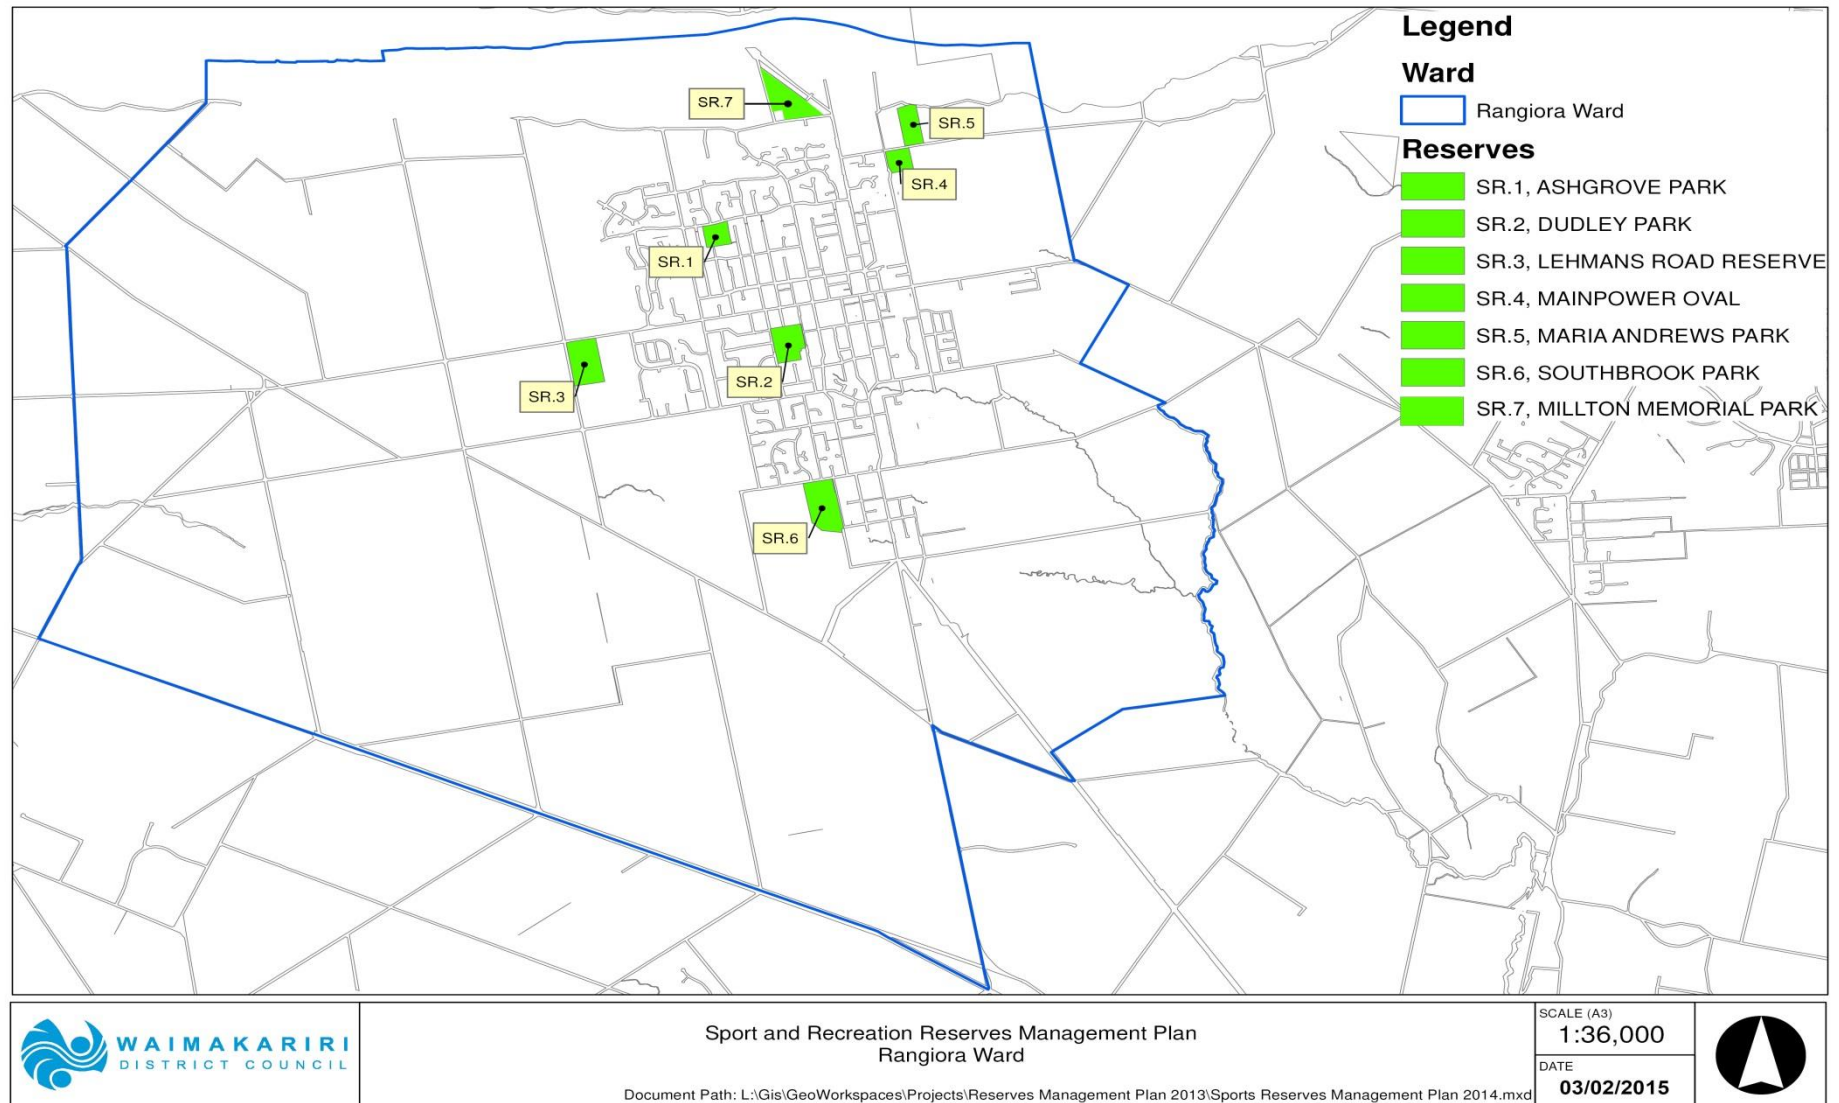 Legend
Ward
Rangiora Ward
Reserves
SR.1, ASHGROVE PARK
SR.2, DUDLEY PARK
SR.3, LEHMANS ROAD RESERVE
SR.4, MAINPOWER OVAL
SR.5, MARIA ANDREWS PARK
SR.6, SOUTHBROOK PARK
SR.7, MILLTON MEMORIAL PARK
SR.7
SR.5
SR.4
SR.1
SR.2
SR.3
SR.6
WAIMAKARIRI
DISTRICT COUNCIL
Sport and Recreation Reserves Management Plan
Rangiora Ward
Document Path: L:\Gis\GeoWorkspaces\Projects\Reserves Management Plan 2013\Sports Reserves Management Plan 2014.mxd
SCALE (A3)
1:36,000
DATE
03/02/2015